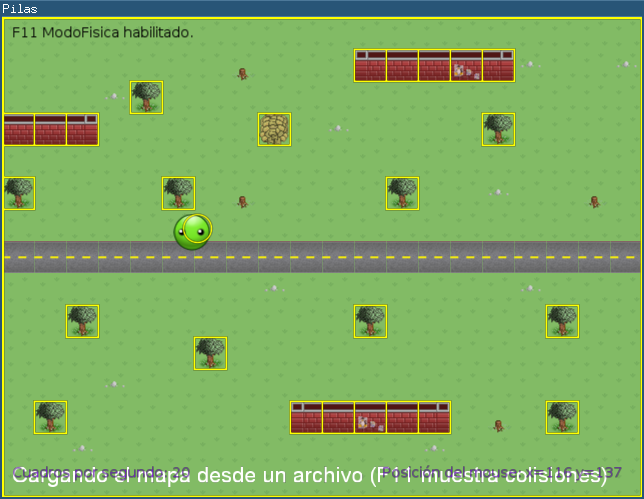 Pilas
F11 ModoFisica habilitado.
Cuadros por segundo: 20
Posición del mouse: x=116 y=137
Cargando el mapa desde un archivo (F11 muestra colisiones)